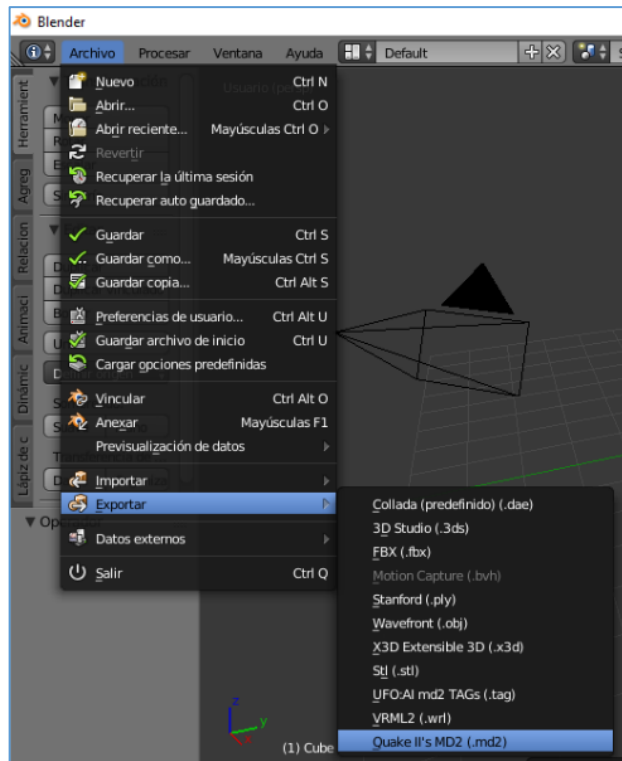 Blender
Archivo Procesar Ventana Ayuda Default
Nuevo Ctrl N
Abrir... Ctrl O
Abrir reciente... Mayúsculas Ctrl O
Revertir
Recuperar la última sesión
Recuperar auto guardado...
Guardar Ctrl S
Guardar como... Mayúsculas Ctrl S
Guardar copia... Ctrl Alt S
Preferencias de usuario... Ctrl Alt U
Guardar archivo de inicio Ctrl U
Cargar opciones predefinidas
Vincular Ctrl Alt O
Anexar Mayúsculas F1
Previsualización de datos
Importar
Exportar
Datos externos
Salir Ctrl Q
Collada (predefinido) (.dae)
3D Studio (.3ds)
FBX (.fbx)
Motion Capture (.bvh)
Stanford (.ply)
Wavefront (.obj)
X3D Extensible 3D (.x3d)
Stl (.stl)
UFO:AI md2 TAGs (.tag)
VRML2 (.wrl)
Quake II's MD2 (.md2)
Herramient
Agreg
Relacion
Animaci
Dinámic
Lápiz de c
z
y
(1) Cube